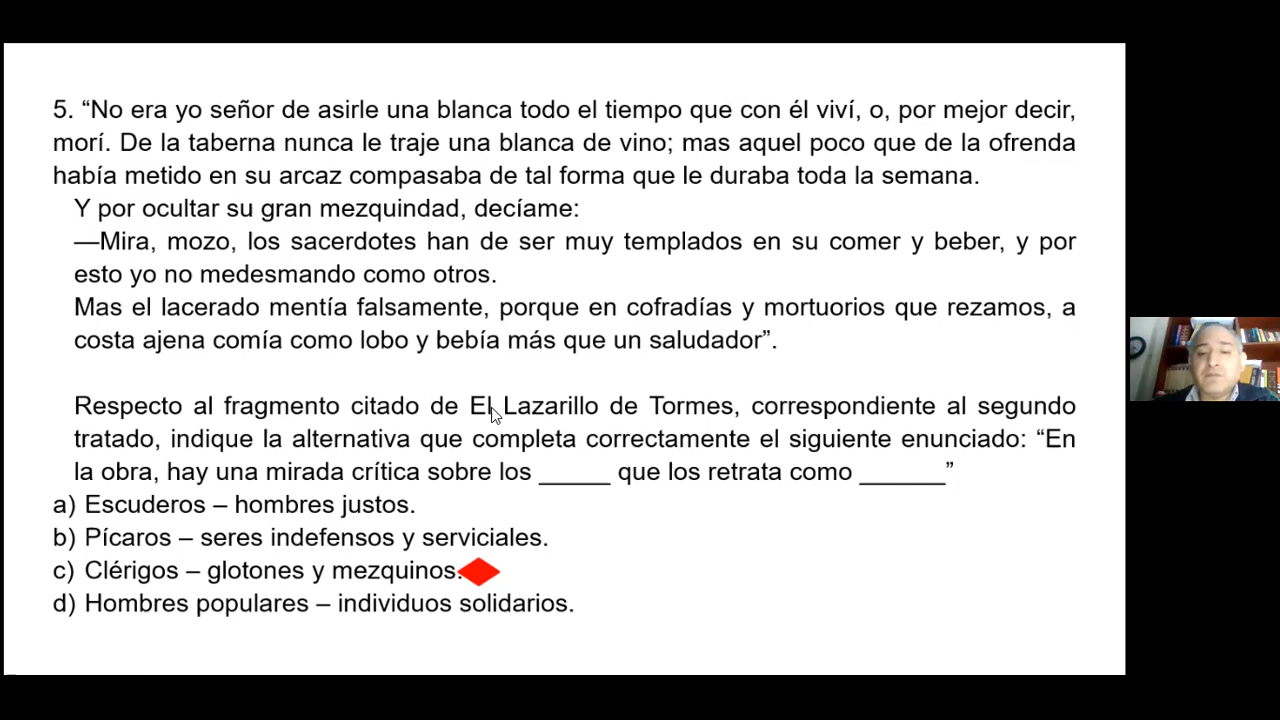 5. “No era yo señor de asirle una blanca todo el tiempo que con él viví, o, por mejor decir,
morí. De la taberna nunca le traje una blanca de vino; mas aquel poco que de la ofrenda
había metido en su arcaz compasaba de tal forma que le duraba toda la semana.
Y por ocultar su gran mezquindad, decíame:
—Mira, mozo, los sacerdotes han de ser muy templados en su comer y beber, y por
esto yo no medesmando como otros.
Mas el lacerado mentía falsamente, porque en cofradías y mortuorios que rezamos, a
costa ajena comía como lobo y bebía más que un saludador”.
Respecto al fragmento citado de El Lazarillo de Tormes, correspondiente al segundo
tratado, indique la alternativa que completa correctamente el siguiente enunciado: “En
la obra, hay una mirada crítica sobre los _____ que los retrata como ______”
a) Escuderos – hombres justos.
b) Pícaros – seres indefensos y serviciales.
c) Clérigos – glotones y mezquinos.
d) Hombres populares – individuos solidarios.